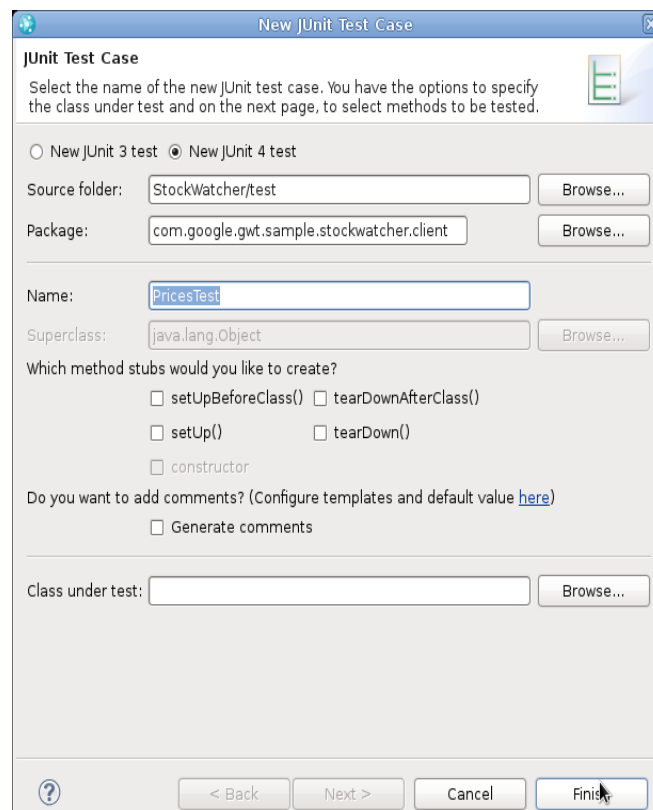 New JUnit Test Case
JUnit Test Case
Select the name of the new JUnit test case. You have the options to specify
the class under test and on the next page, to select methods to be tested.
New JUnit 3 test New JUnit 4 test
Source folder: StockWatcher/test Browse...
Package: com.google.gwt.sample.stockwatcher.client Browse...
Name: PricesTest
Superclass: java.lang.Object Browse...
Which method stubs would you like to create?
setUpBeforeClass() tearDownAfterClass()
setUp() tearDown()
constructor
Do you want to add comments? (Configure templates and default value here)
Generate comments
Class under test: Browse...
? < Back Next > Cancel Finish